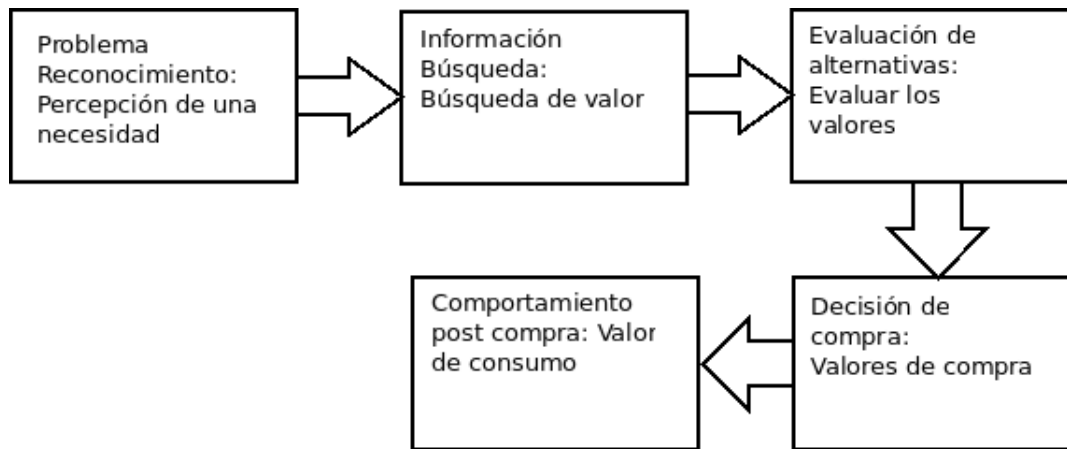 Problema
Reconocimiento:
Percepción de una
necesidad
Información
Búsqueda:
Búsqueda de valor
Evaluación de
alternativas:
Evaluar los
valores
Decisión de
compra:
Valores de compra
Comportamiento
post compra: Valor
de consumo